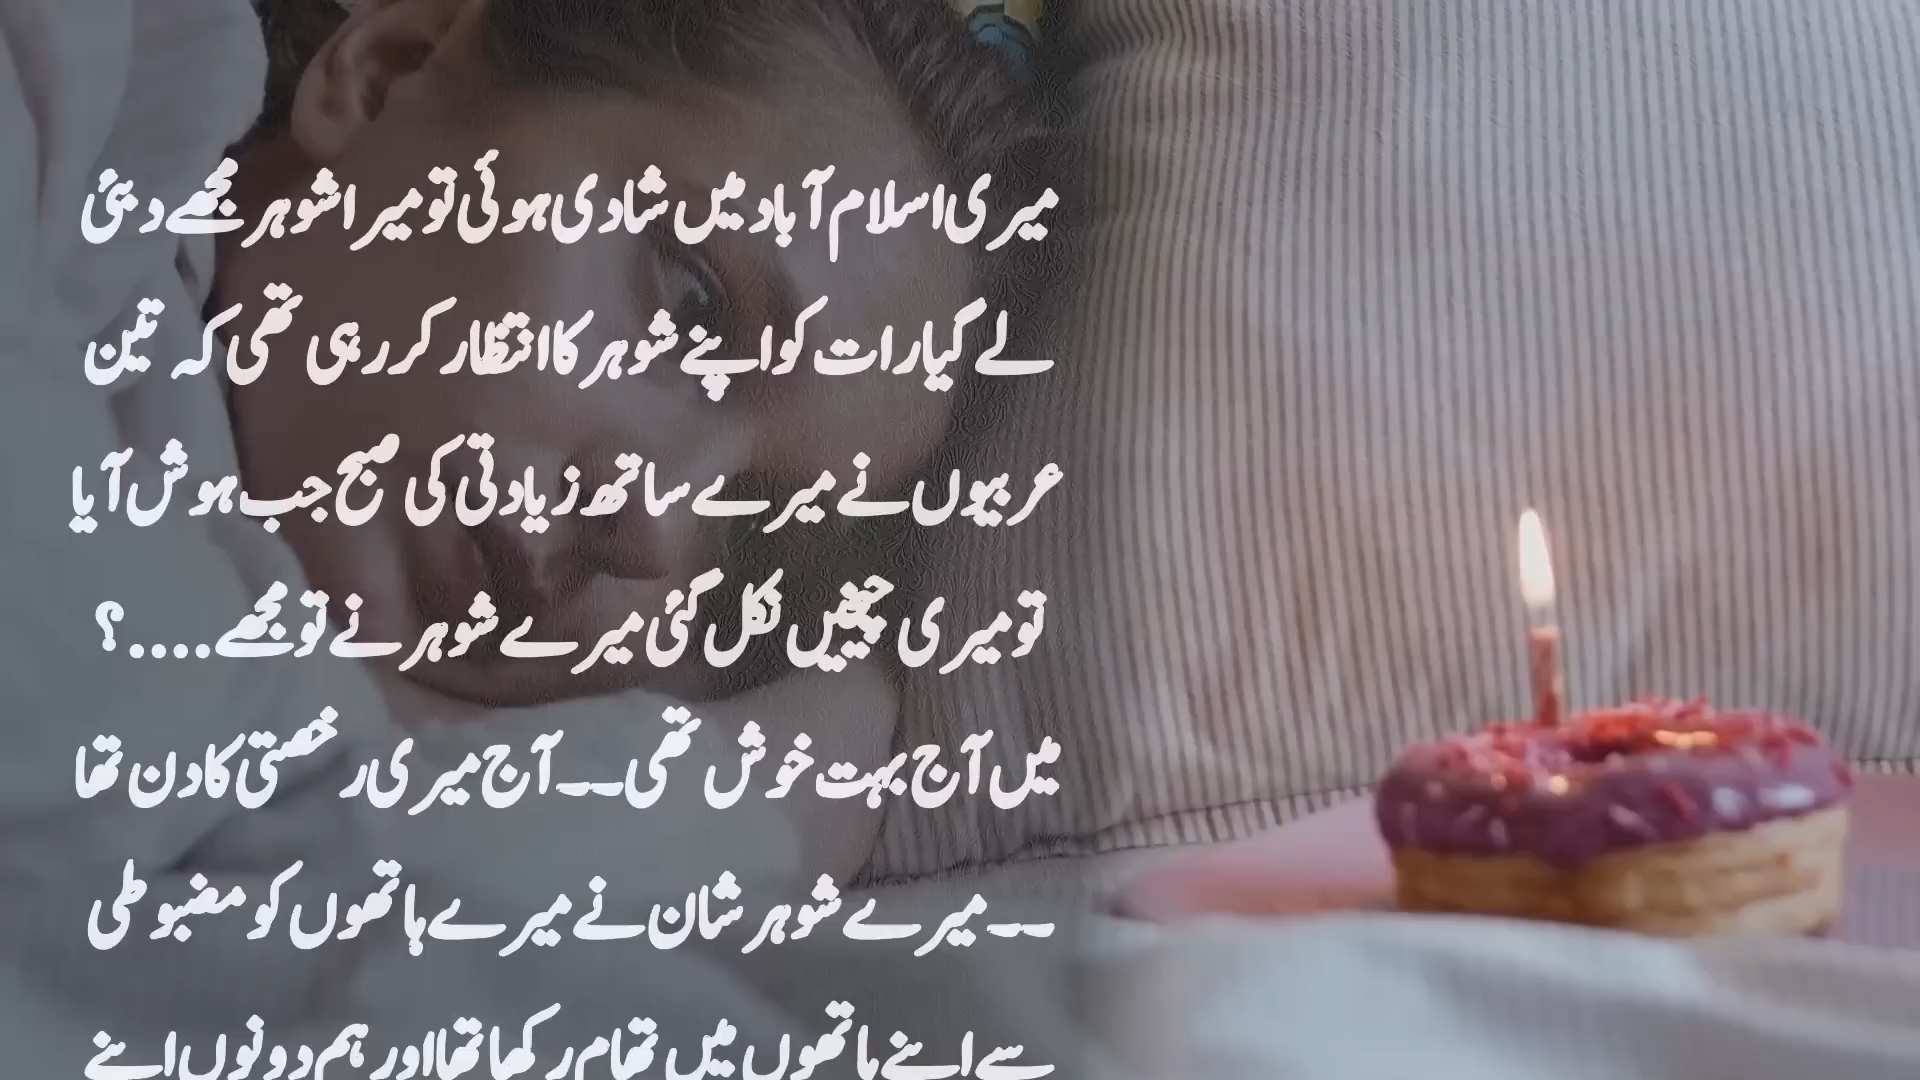 میری اسلام آباد میں شادی ہوئی تو میرا شوہر مجھے دبئی
لے گیا رات کو اپنے شوہر کا انتظار کر رہی تھی کہ تین
عربیوں نے میرے ساتھ زیادتی کی صبح جب ہوش آیا
تو میری چیخیں نکل گئی میرے شوہر نے تو مجھے....؟
میں آج بہت خوش تھی۔۔ آج میری رخصتی کا دن تھا
۔۔ میرے شوہر شان نے میرے ہاتھوں کو مضبوطی
سے اپنے ہاتھوں میں تھام رکھا تھا اور ہم دونوں اپنے